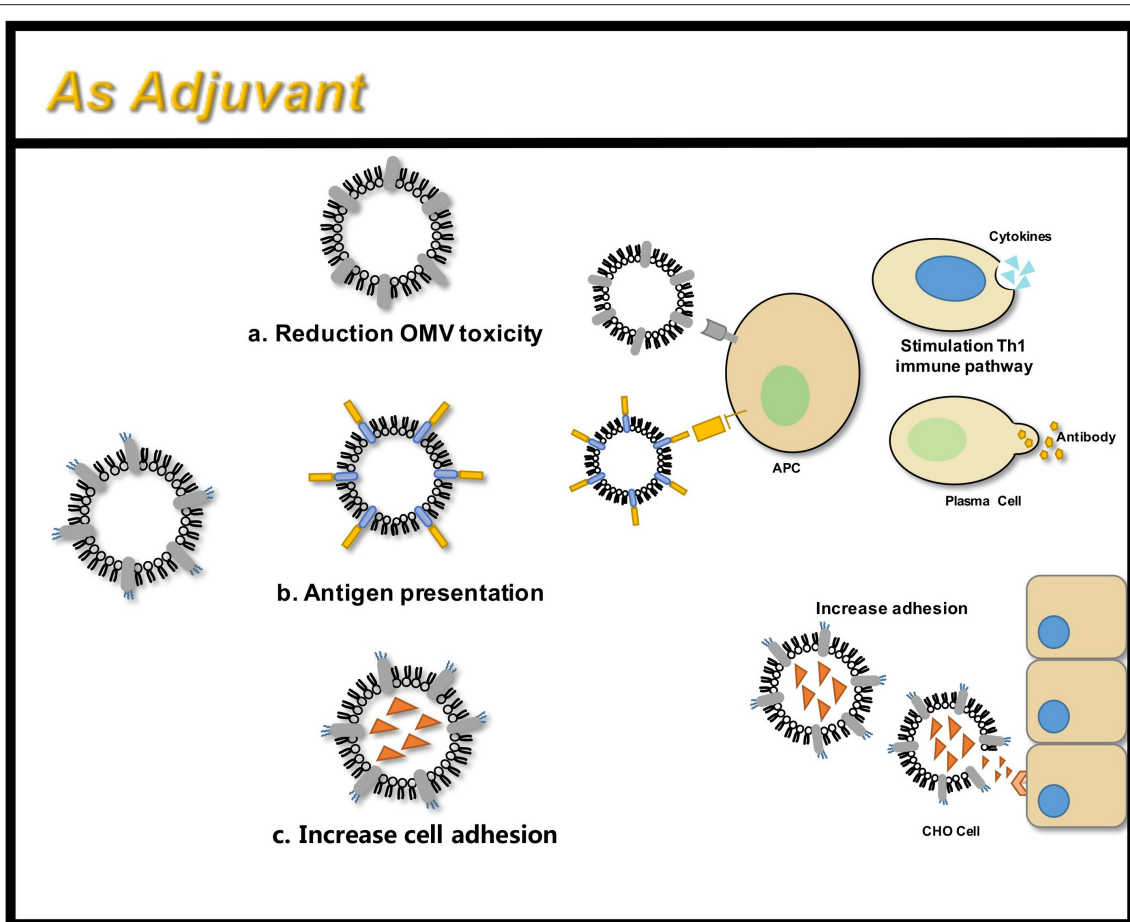 As Adjuvant
a. Reduction OMV toxicity
Cytokines
Stimulation Th1
immune pathway
APC
Antibody
Plasma Cell
b. Antigen presentation
Increase adhesion
c. Increase cell adhesion
CHO Cell